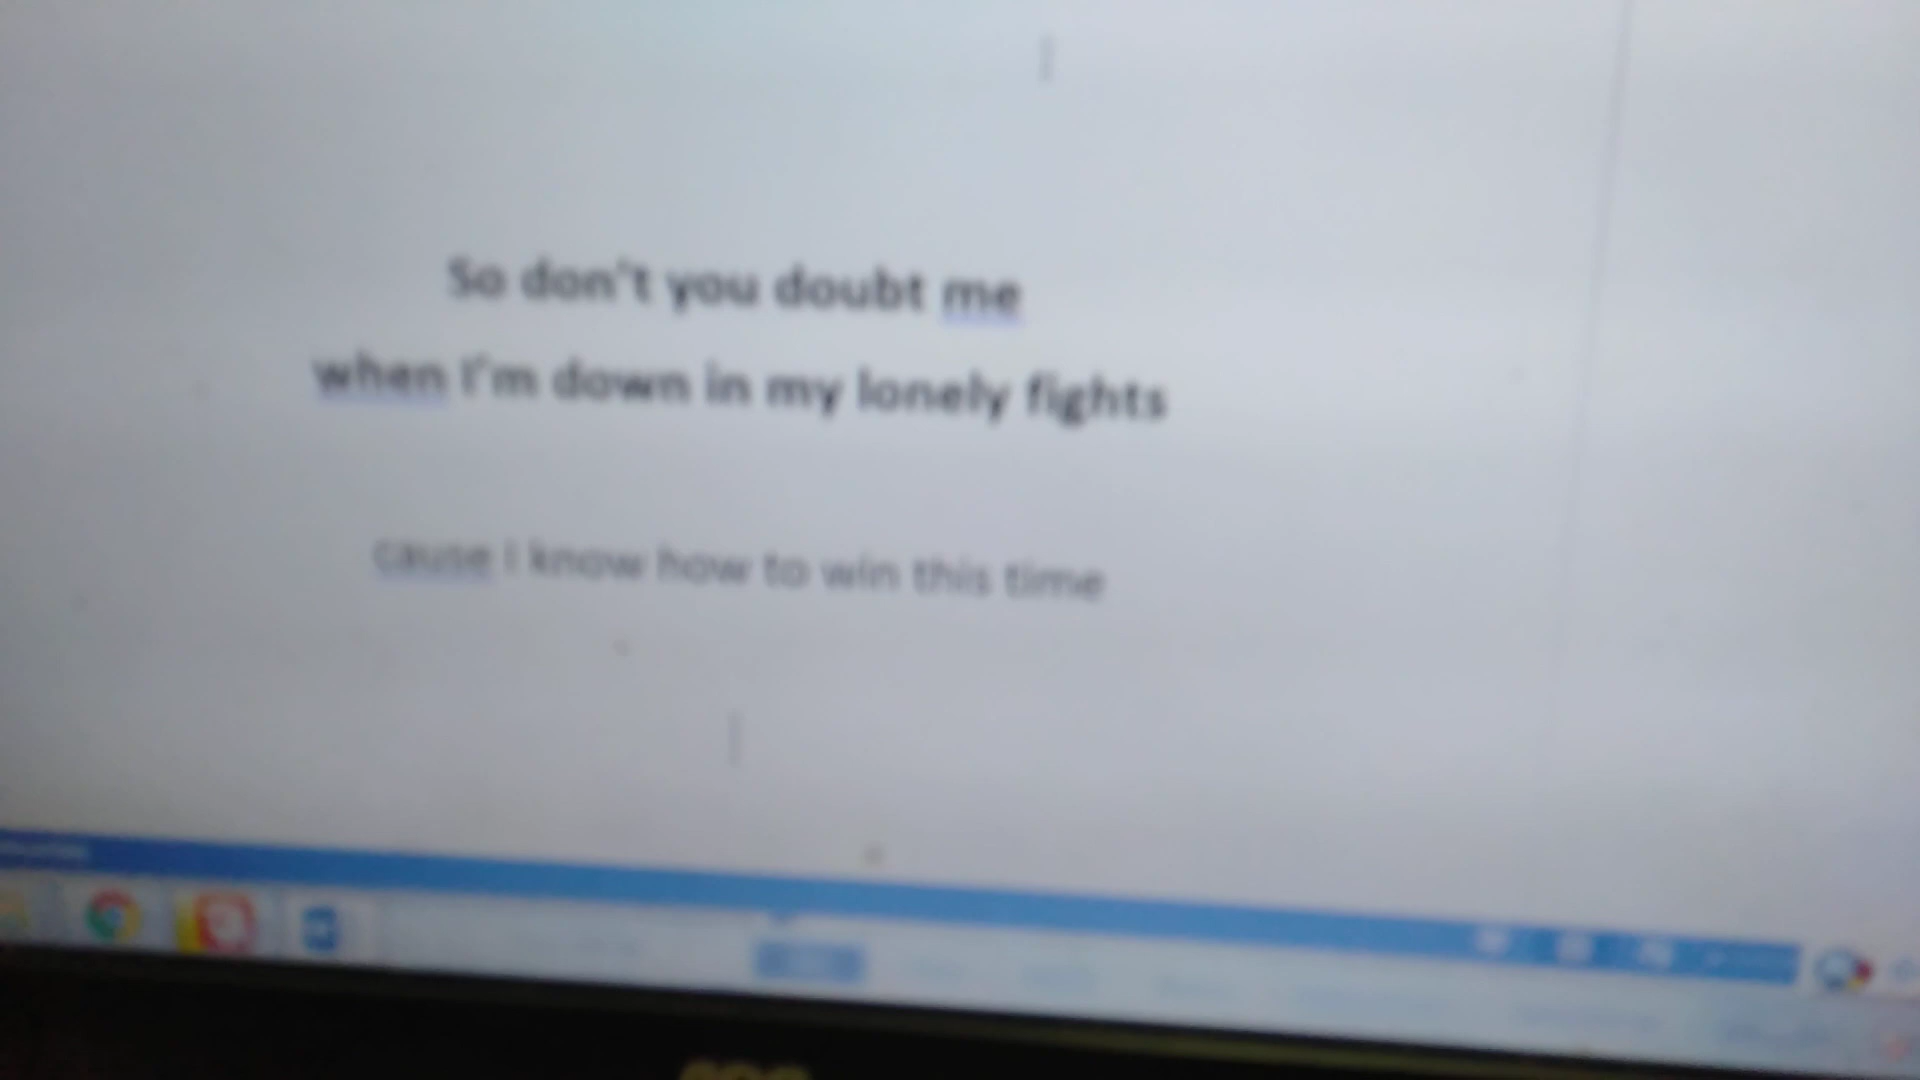 So don't you doubt me
when I'm down in my lonely fights
cause I know how to win this time